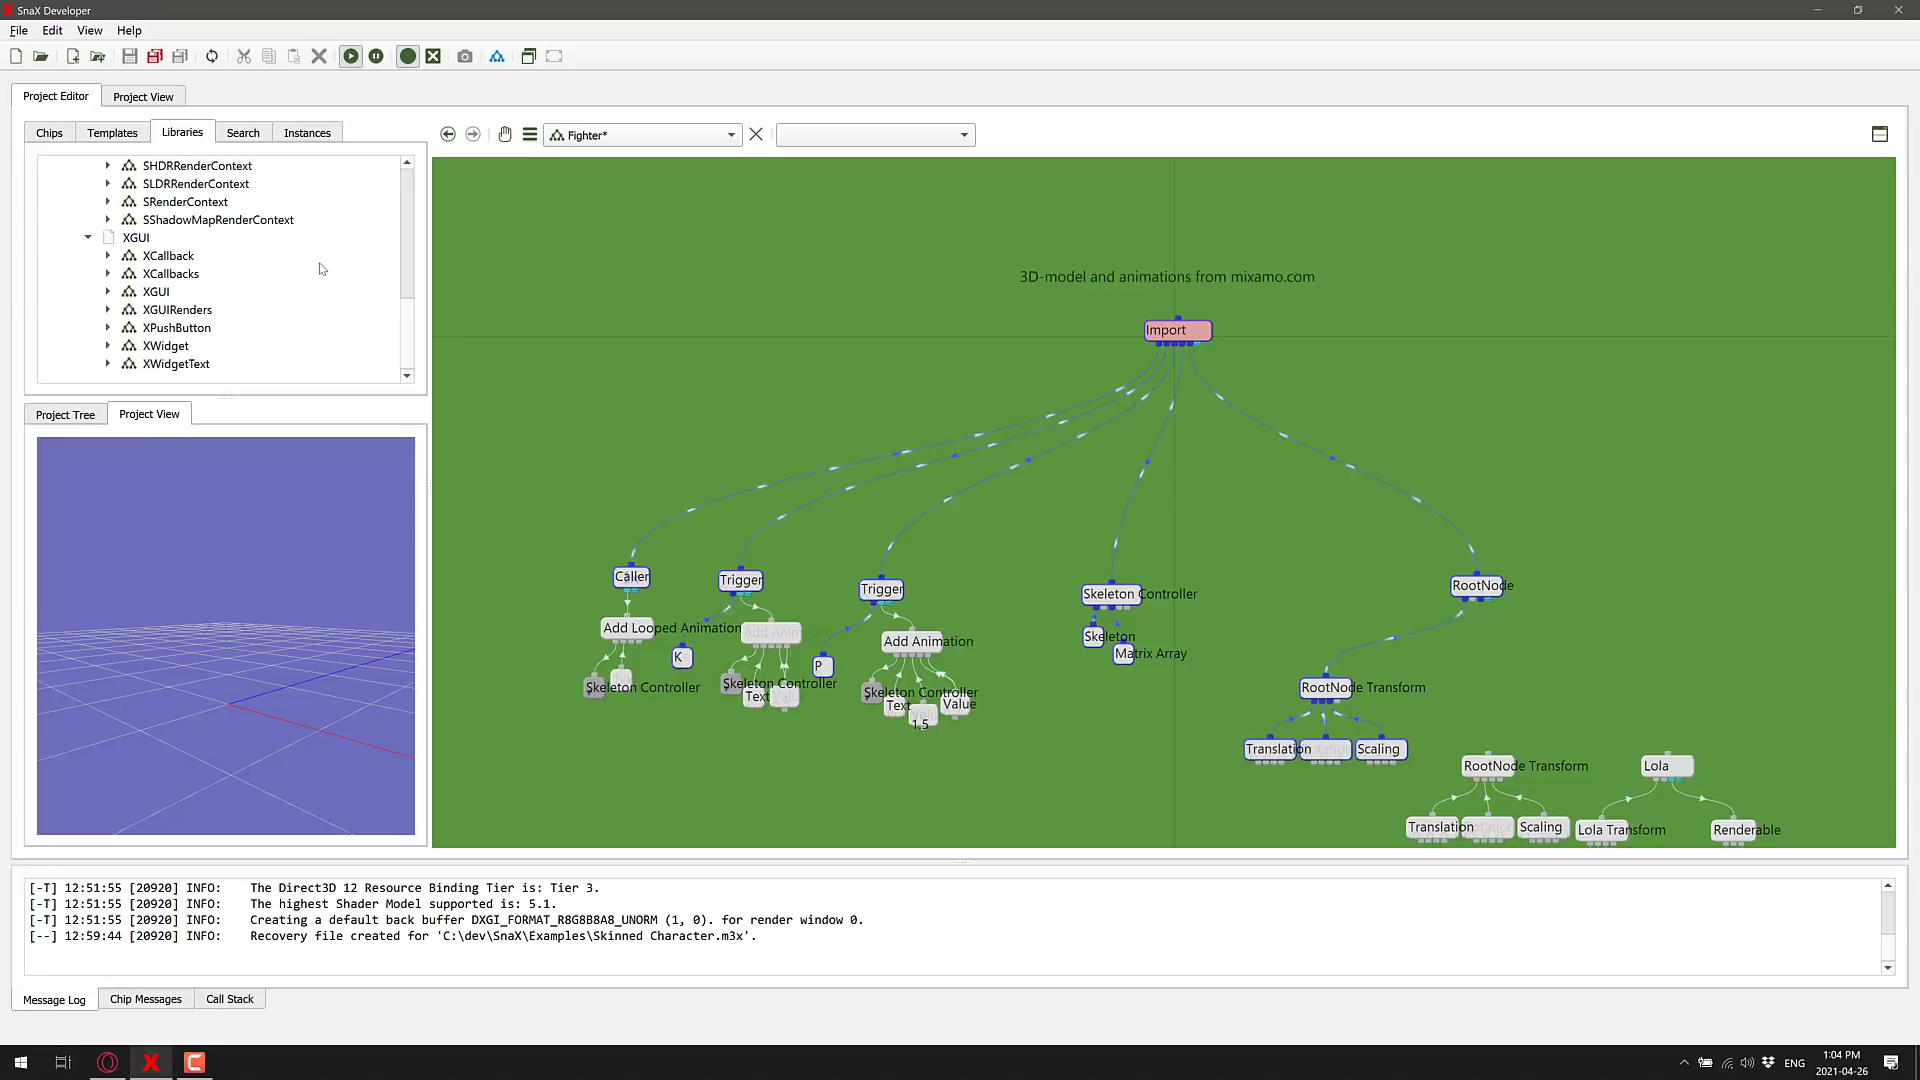 SnaX Developer
File Edit View Help
Project Editor Project View
Chips Templates Libraries Search Instances
Fighter*
SHDRRenderContext
SLDRRenderContext
SRenderContext
SShadowMapRenderContext
XGUI
XCallback
XCallbacks
XGUI
XGUIRenders
XPushButton
XWidget
XWidgetText
Project Tree Project View
3D-model and animations from mixamo.com
Import
Caller Trigger Trigger Skeleton Controller RootNode
Add Looped Animation Add Animation
Skeleton
K P Matrix Array
Skeleton Controller Skeleton Controller Skeleton Controller RootNode Transform
Text Text Value
1.5
Translation Scaling
RootNode Transform Lola
Translation Scaling Lola Transform Renderable
[-T] 12:51:55 [20920] INFO: The Direct3D 12 Resource Binding Tier is: Tier 3.
[-T] 12:51:55 [20920] INFO: The highest Shader Model supported is: 5.1.
[-T] 12:51:55 [20920] INFO: Creating a default back buffer DXGI_FORMAT_R8G8B8A8_UNORM (1, 0). for render window 0.
[--] 12:59:44 [20920] INFO: Recovery file created for 'C:\dev\SnaX\Examples\Skinned Character.m3x'.
Message Log Chip Messages Call Stack
ENG
1:04 PM
2021-04-26